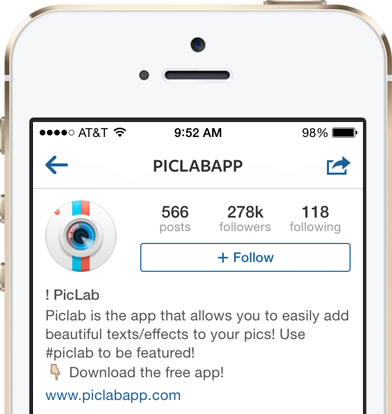 AT&T 9:52 AM 98%
PICLABAPP
566 278k 118
posts followers following
+ Follow
! PicLab
Piclab is the app that allows you to easily add
beautiful texts/effects to your pics! Use
#piclab to be featured!
👇 Download the free app!
www.piclabapp.com